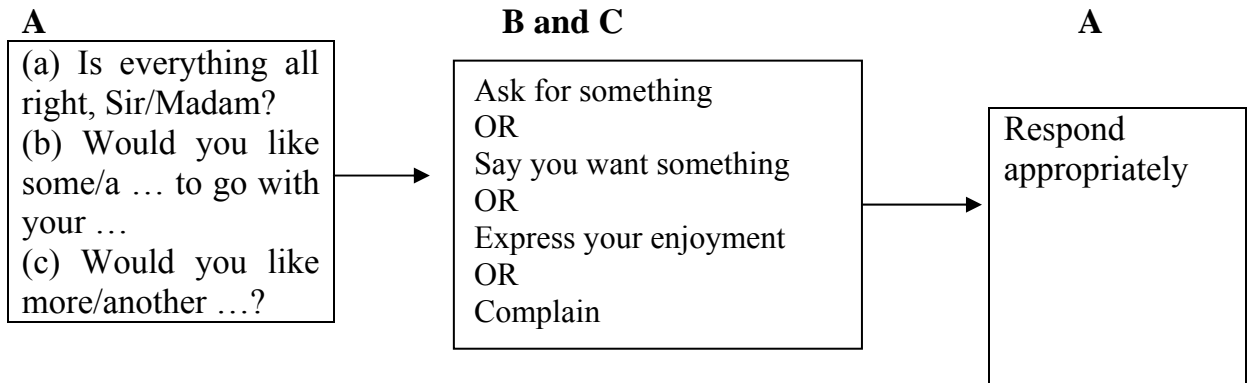 A
B and C
A
(a) Is everything all
right, Sir/Madam?
(b) Would you like
some/a … to go with
your …
(c) Would you like
more/another …?
Ask for something
OR
Say you want something
OR
Express your enjoyment
OR
Complain
Respond
appropriately